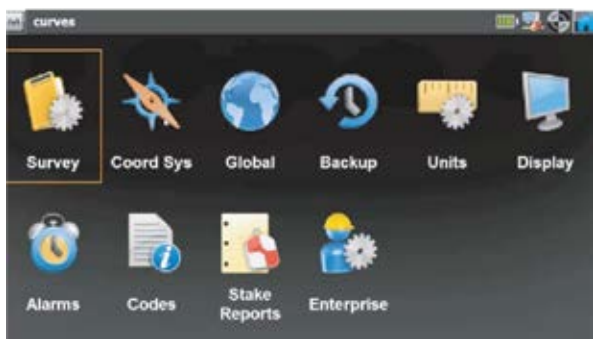 curves
Survey
Coord Sys
Global
Backup
Units
Display
Alarms
Codes
Stake
Reports
Enterprise